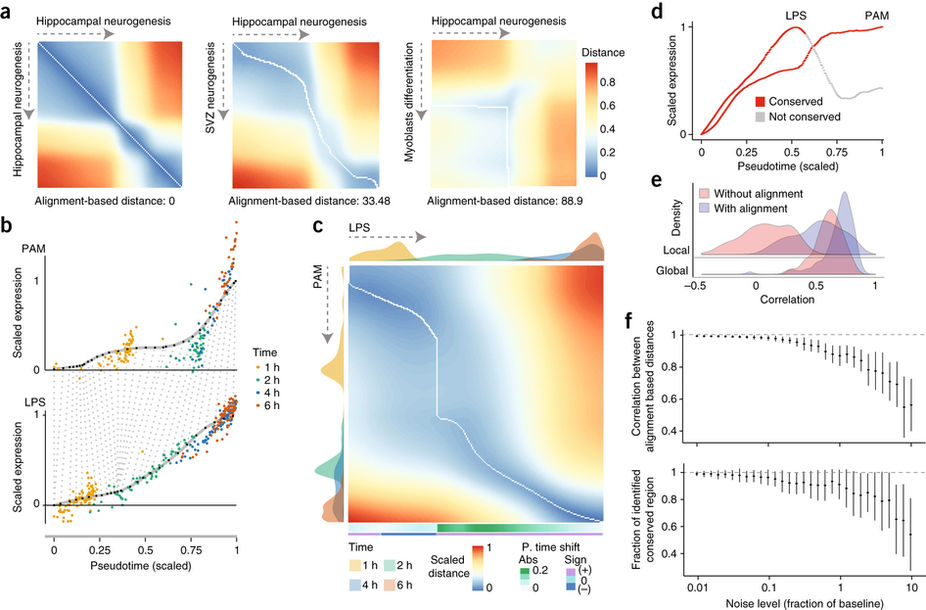 a
Hippocampal neurogenesis
Hippocampal neurogenesis
Alignment-based distance: 0
Hippocampal neurogenesis
SVZ neurogenesis
Alignment-based distance: 33.48
Hippocampal neurogenesis
Myoblasts differentiation
Alignment-based distance: 88.9
Distance
0.8
0.6
0.4
0.2
0
b
PAM
Scaled expression
1
0
LPS
Scaled expression
1
0
0
0.25
0.5
0.75
1
Pseudotime (scaled)
Time
1 h
2 h
4 h
6 h
c
LPS
PAM
Time
1 h
2 h
4 h
6 h
Scaled
distance
1
0
P. time shift
Abs
0.2
0
Sign
(+)
0
(–)
d
LPS
PAM
Scaled expression
1
0
Conserved
Not conserved
0
0.25
0.5
0.75
1
Pseudotime (scaled)
e
Without alignment
With alignment
Density
Local
Global
–0.5
0
0.5
1
Correlation
f
Correlation between
alignment based distances
1
0.8
0.6
0.4
Fraction of identified
conserved region
1
0.8
0.6
0.4
0.01
0.1
1
10
Noise level (fraction of baseline)